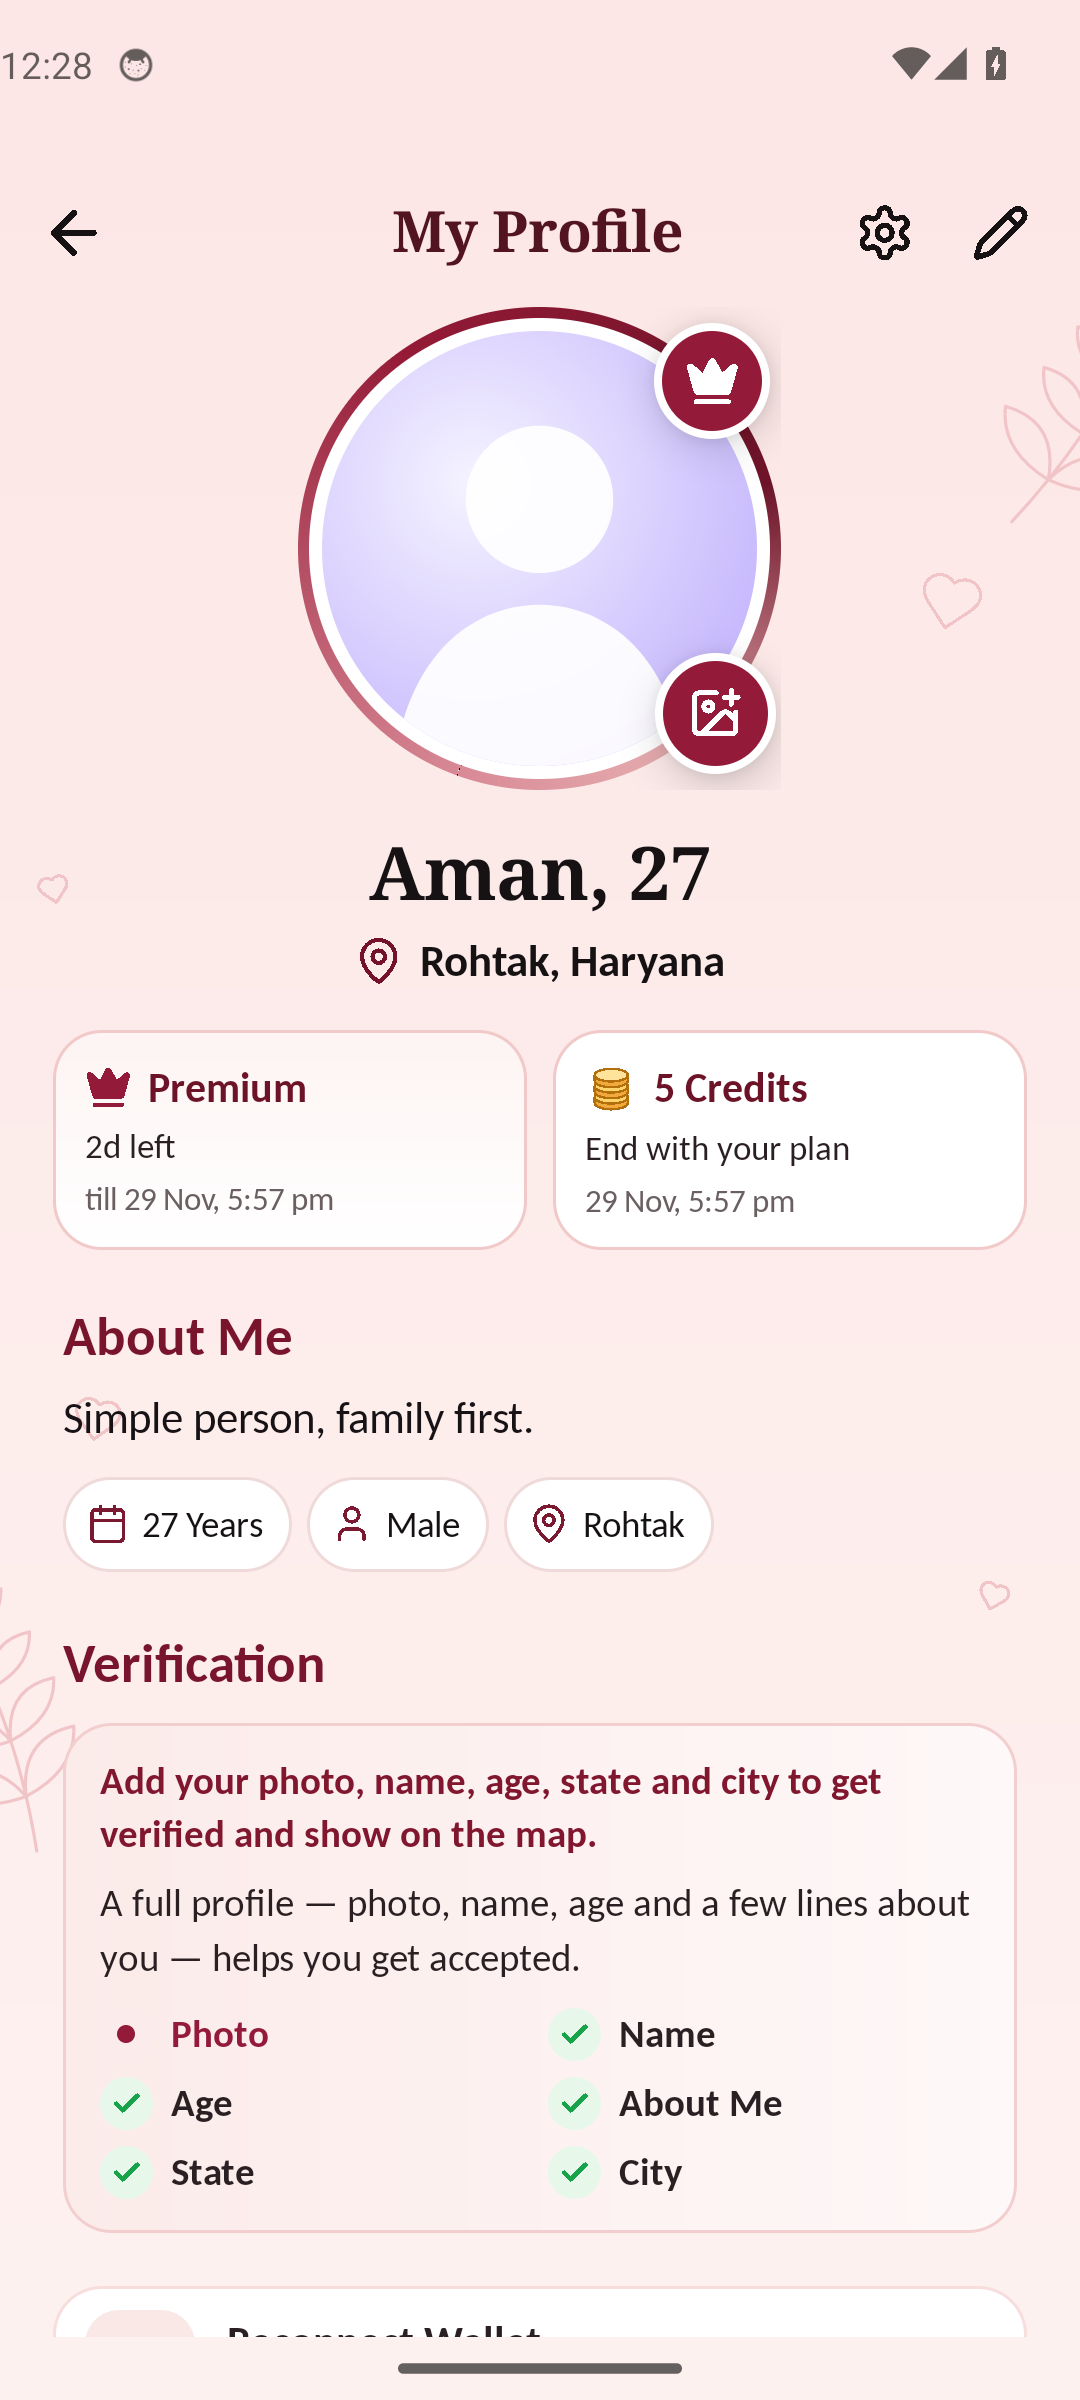 12:28
My Profile
Aman, 27
Rohtak, Haryana
Premium
2d left
till 29 Nov, 5:57 pm
5 Credits
End with your plan
29 Nov, 5:57 pm
About Me
Simple person, family first.
27 Years
Male
Rohtak
Verification
Add your photo, name, age, state and city to get
verified and show on the map.
A full profile — photo, name, age and a few lines about
you — helps you get accepted.
Photo
Name
Age
About Me
State
City